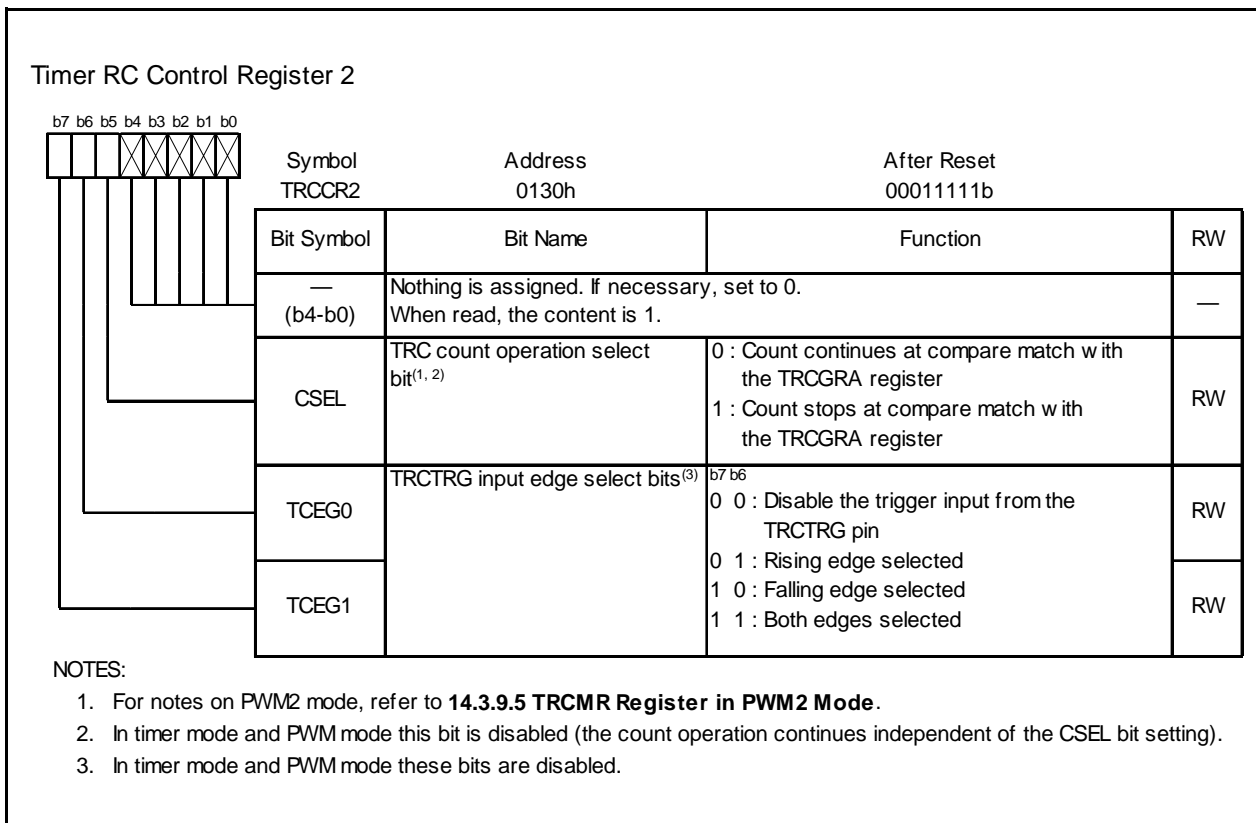 Timer RC Control Register 2
b7 b6 b5 b4 b3 b2 b1 b0
Symbol Address After Reset
TRCCR2 0130h 00011111b
Bit Symbol Bit Name Function RW
—
(b4-b0)
Nothing is assigned. If necessary, set to 0.
When read, the content is 1.
—
CSEL
TRC count operation select
bit(1, 2)
0 : Count continues at compare match with
the TRCGRA register
1 : Count stops at compare match with
the TRCGRA register
RW
TCEG0
TRCTRG input edge select bits(3)
b7 b6
0 0 : Disable the trigger input from the
TRCTRG pin
0 1 : Rising edge selected
1 0 : Falling edge selected
1 1 : Both edges selected
RW
TCEG1
RW
NOTES:
1. For notes on PWM2 mode, refer to 14.3.9.5 TRCMR Register in PWM2 Mode.
2. In timer mode and PWM mode this bit is disabled (the count operation continues independent of the CSEL bit setting).
3. In timer mode and PWM mode these bits are disabled.